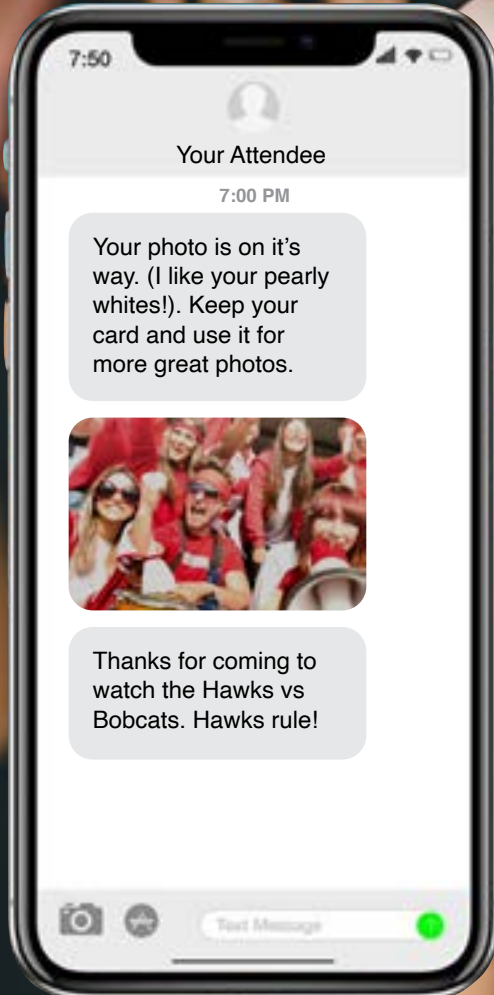 7:50
Your Attendee
7:00 PM
Your photo is on it’s
way. (I like your pearly
whites!). Keep your
card and use it for
more great photos.
Thanks for coming to
watch the Hawks vs
Bobcats. Hawks rule!
Text Message